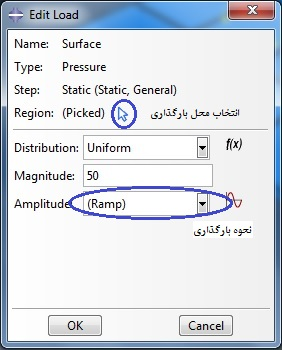 Edit Load
Name: Surface
Type: Pressure
Step: Static (Static, General)
Region: (Picked) انتخاب محل بارگذاری
Distribution: Uniform f(x)
Magnitude: 50
Amplitude: (Ramp)
نحوه بارگذاری
OK Cancel